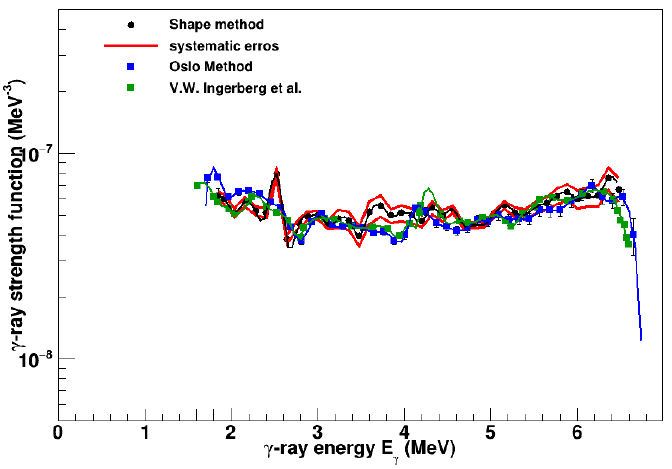 Shape method
systematic erros
Oslo Method
V.W. Ingerberg et al.
γ-ray strength function (MeV⁻³)
10⁻⁷
10⁻⁸
0 1 2 3 4 5 6
γ-ray energy Eᵧ (MeV)